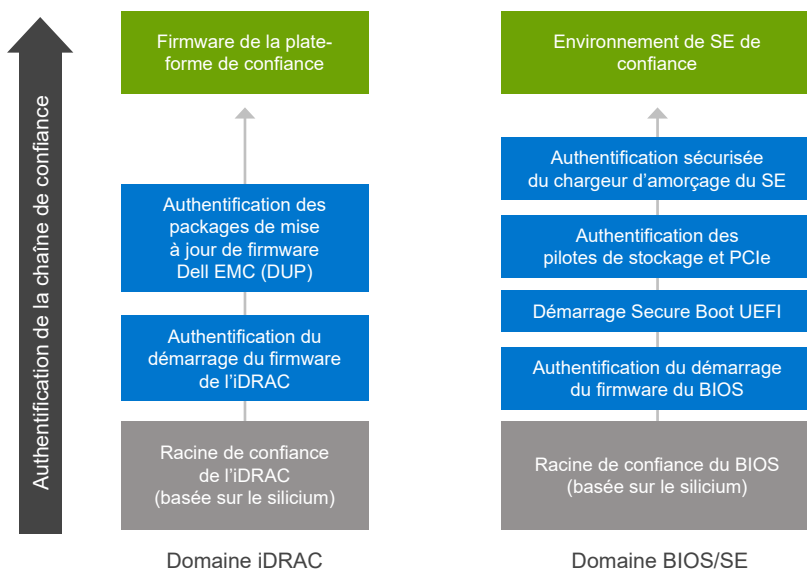 Authentification de la chaîne de confiance
Firmware de la plate-
forme de confiance
Authentification des
packages de mise
à jour de firmware
Dell EMC (DUP)
Authentification du
démarrage du firmware
de l'iDRAC
Racine de confiance
de l'iDRAC
(basée sur le silicium)
Domaine iDRAC
Environnement de SE de
confiance
Authentification sécurisée
du chargeur d'amorçage du SE
Authentification des
pilotes de stockage et PCIe
Démarrage Secure Boot UEFI
Authentification du démarrage
du firmware du BIOS
Racine de confiance du BIOS
(basée sur le silicium)
Domaine BIOS/SE